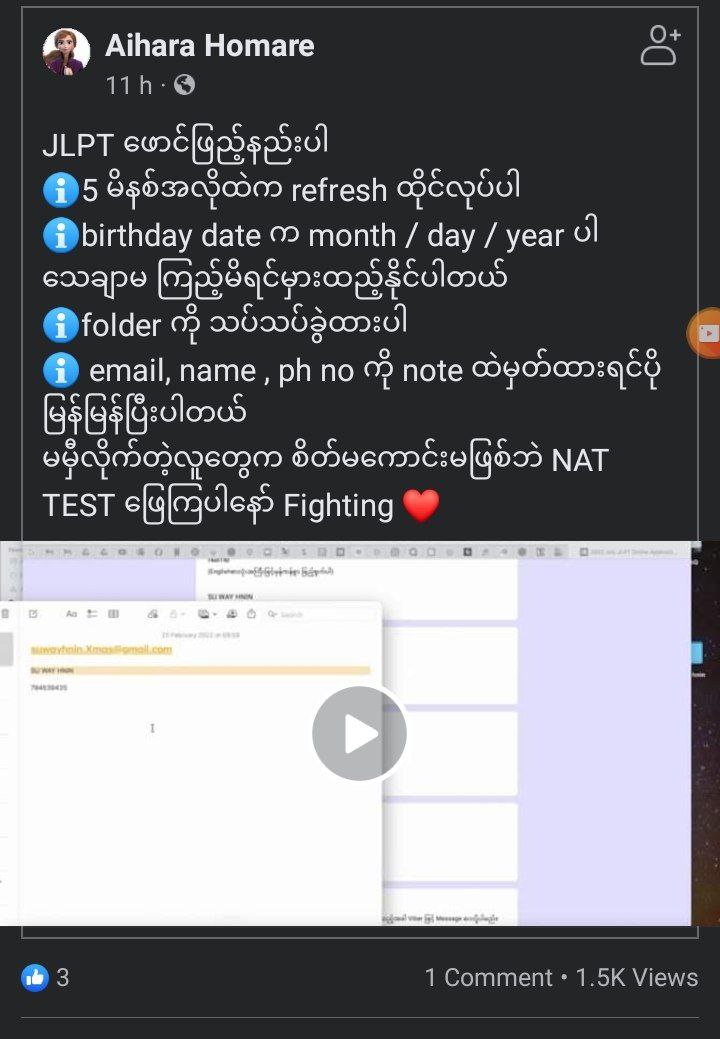 Aihara Homare
11 h ·
JLPT ဖောင်ဖြည့်နည်းပါ
5 မိနစ်အလိုထဲက refresh ထိုင်လုပ်ပါ
birthday date က month / day / year ပါ
သေချာမ ကြည့်မိရင်မှားထည့်နိုင်ပါတယ်
folder ကို သပ်သပ်ခွဲထားပါ
email, name , ph no ကို note ထဲမှတ်ထားရင်ပို
မြန်မြန်ပြီးပါတယ်
မမှီလိုက်တဲ့လူတွေက စိတ်မကောင်းမဖြစ်ဘဲ NAT
TEST ဖြေကြပါနော် Fighting ❤️
SU WAY HNIN
Aa
Search
15 February 2022 at
suwayhnin.Xmas@gmail.com
SU WAY HNIN
3
1 Comment • 1.5K Views